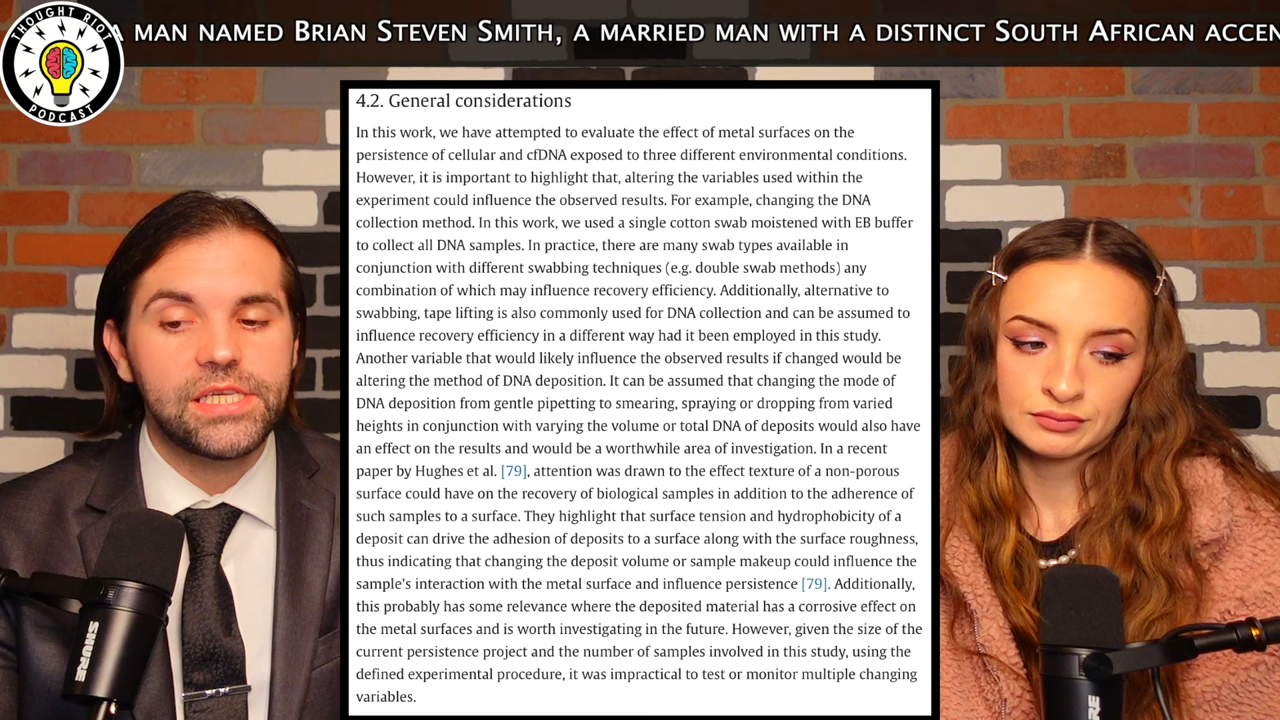 THOUGHT RIOT
PODCAST
A MAN NAMED BRIAN STEVEN SMITH, A MARRIED MAN WITH A DISTINCT SOUTH AFRICAN ACCEN
4.2. General considerations
In this work, we have attempted to evaluate the effect of metal surfaces on the
persistence of cellular and cfDNA exposed to three different environmental conditions.
However, it is important to highlight that, altering the variables used within the
experiment could influence the observed results. For example, changing the DNA
collection method. In this work, we used a single cotton swab moistened with EB buffer
to collect all DNA samples. In practice, there are many swab types available in
conjunction with different swabbing techniques (e.g. double swab methods) any
combination of which may influence recovery efficiency. Additionally, alternative to
swabbing, tape lifting is also commonly used for DNA collection and can be assumed to
influence recovery efficiency in a different way had it been employed in this study.
Another variable that would likely influence the observed results if changed would be
altering the method of DNA deposition. It can be assumed that changing the mode of
DNA deposition from gentle pipetting to smearing, spraying or dropping from varied
heights in conjunction with varying the volume or total DNA of deposits would also have
an effect on the results and would be a worthwhile area of investigation. In a recent
paper by Hughes et al. [79], attention was drawn to the effect texture of a non-porous
surface could have on the recovery of biological samples in addition to the adherence of
such samples to a surface. They highlight that surface tension and hydrophobicity of a
deposit can drive the adhesion of deposits to a surface along with the surface roughness,
thus indicating that changing the deposit volume or sample makeup could influence the
sample's interaction with the metal surface and influence persistence [79]. Additionally,
this probably has some relevance where the deposited material has a corrosive effect on
the metal surfaces and is worth investigating in the future. However, given the size of the
current persistence project and the number of samples involved in this study, using the
defined experimental procedure, it was impractical to test or monitor multiple changing
variables.
SHURE
RE